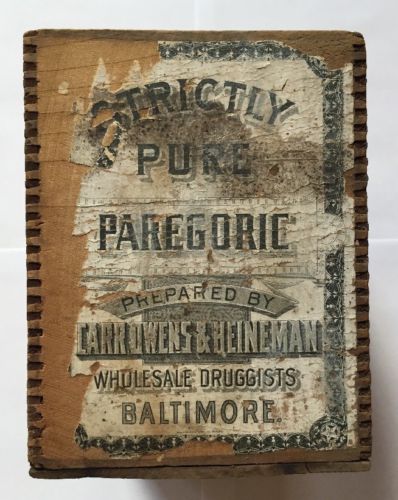 STRICTLY
PURE
PAREGORIC
PREPARED BY
CARR OWENS & HEINEMAN
WHOLESALE DRUGGISTS
BALTIMORE.